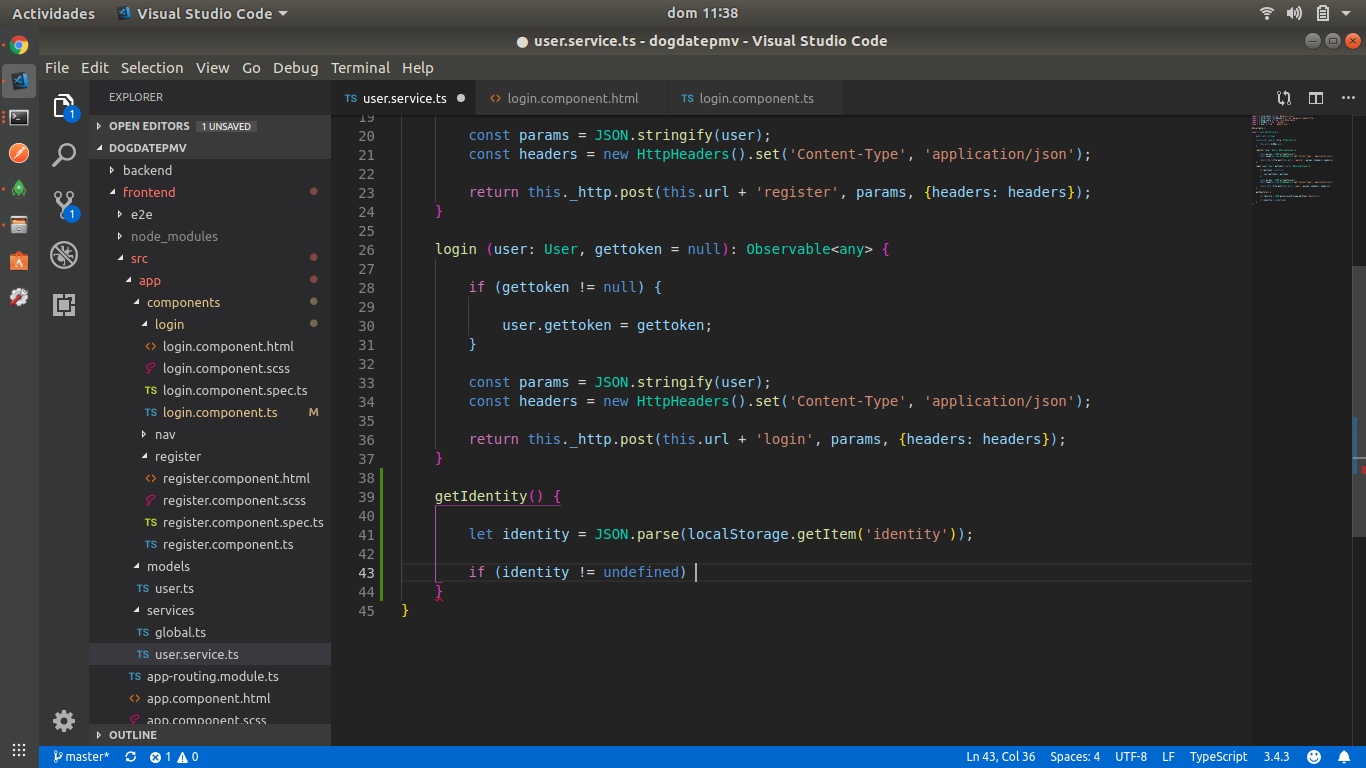 Actividades Visual Studio Code dom 11:38
user.service.ts - dogdatepmv - Visual Studio Code
File Edit Selection View Go Debug Terminal Help
EXPLORER
OPEN EDITORS 1 UNSAVED
DOGDATEPMV
backend
frontend
e2e
node_modules
src
app
components
login
login.component.html
login.component.scss
login.component.spec.ts
login.component.ts M
nav
register
register.component.html
register.component.scss
register.component.spec.ts
register.component.ts
models
user.ts
services
global.ts
user.service.ts
app-routing.module.ts
app.component.html
app.component.scss
OUTLINE
1
1
TS user.service.ts login.component.html TS login.component.ts
19
20 const params = JSON.stringify(user);
21 const headers = new HttpHeaders().set('Content-Type', 'application/json');
22
23 return this._http.post(this.url + 'register', params, {headers: headers});
24 }
25
26 login (user: User, gettoken = null): Observable<any> {
27
28 if (gettoken != null) {
29
30 user.gettoken = gettoken;
31 }
32
33 const params = JSON.stringify(user);
34 const headers = new HttpHeaders().set('Content-Type', 'application/json');
35
36 return this._http.post(this.url + 'login', params, {headers: headers});
37 }
38
39 getIdentity() {
40
41 let identity = JSON.parse(localStorage.getItem('identity'));
42
43 if (identity != undefined)
44 }
45 }
master* 1 0 Ln 43, Col 36 Spaces: 4 UTF-8 LF TypeScript 3.4.3